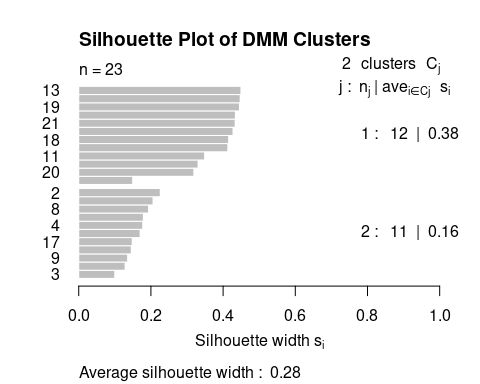 Silhouette Plot of DMM Clusters
n = 23
2 clusters Cj
j : nj | avei∈Cj si
13
19
21
18
11
20
1 : 12 | 0.38
2
8
4
17
9
3
2 : 11 | 0.16
0.0 0.2 0.4 0.6 0.8 1.0
Silhouette width si
Average silhouette width : 0.28